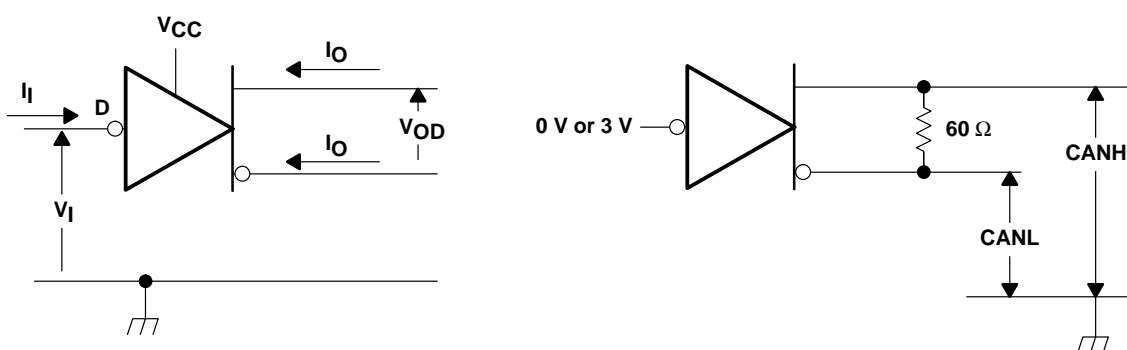 VCC
IO
II
D
VOD
IO
VI
0 V or 3 V
60 Ω
CANH
CANL